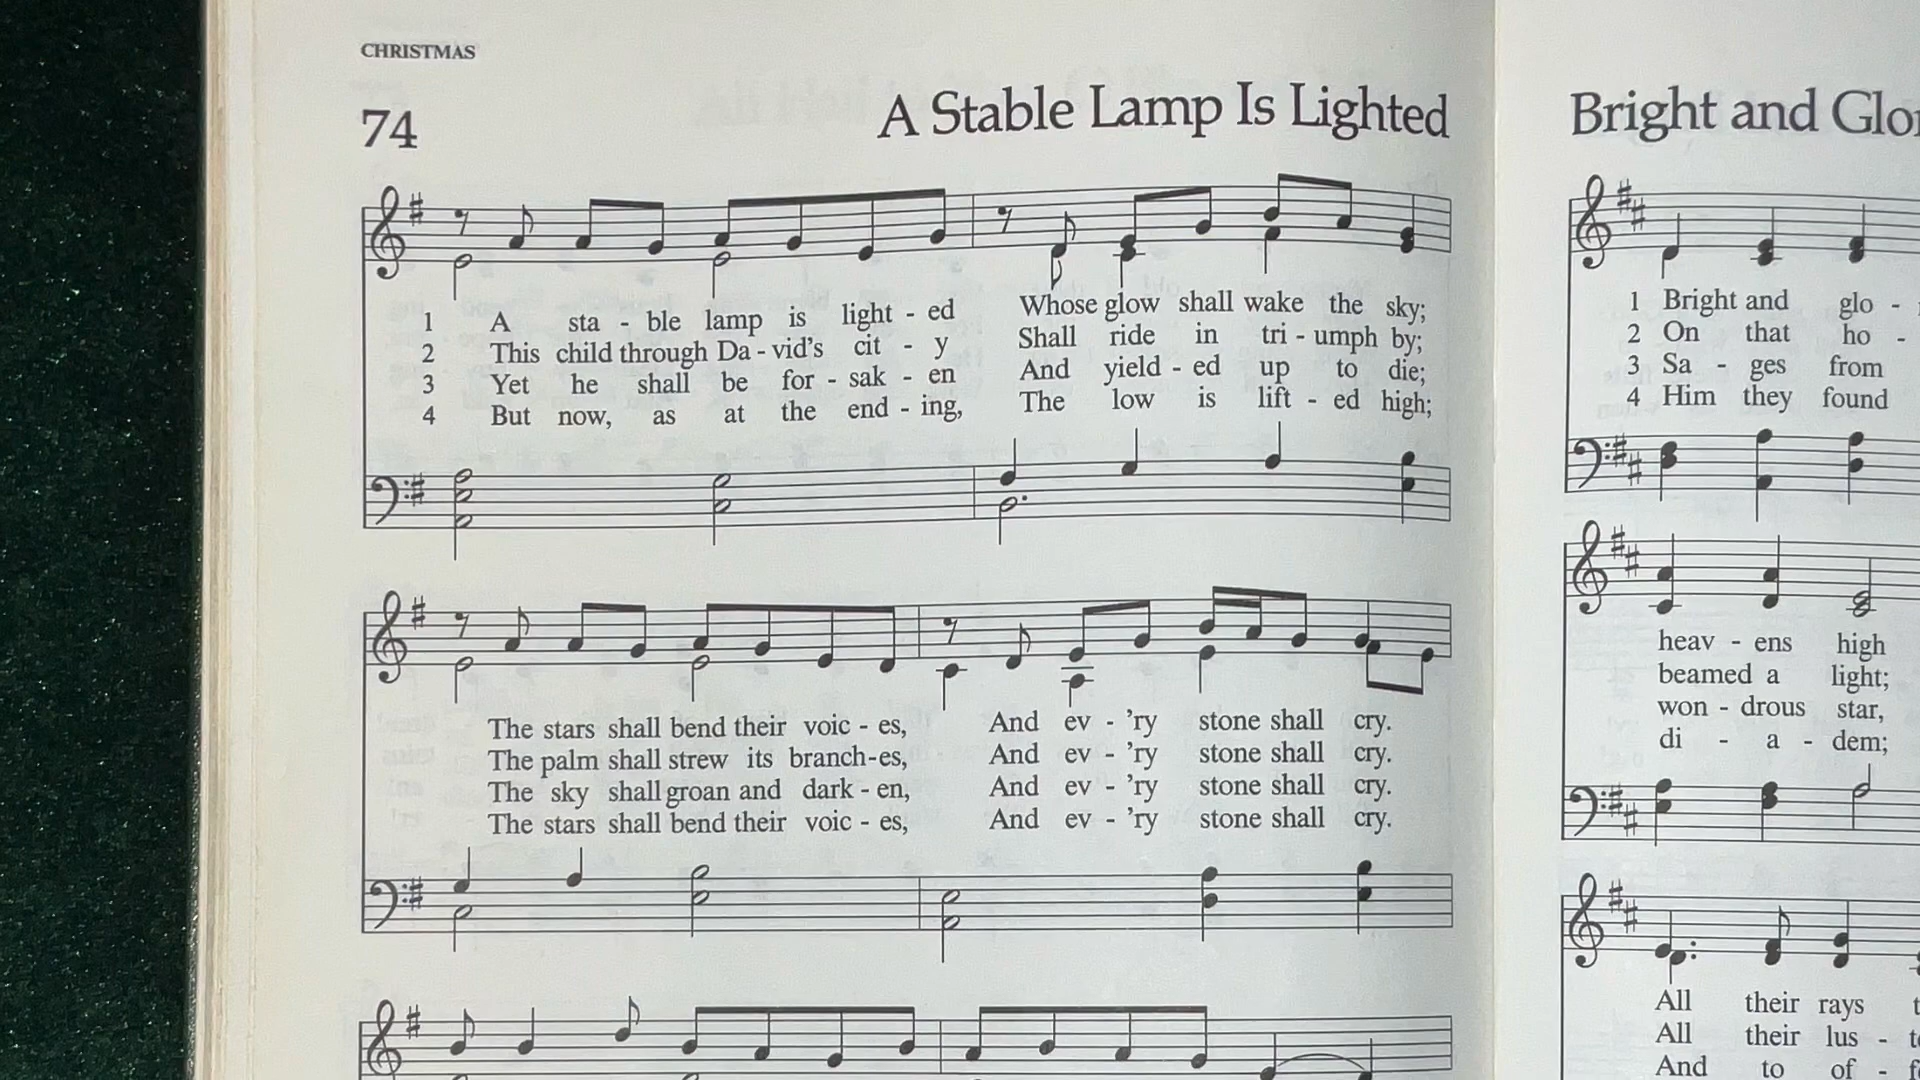 CHRISTMAS
74
A Stable Lamp Is Lighted
1 A sta - ble lamp is light - ed Whose glow shall wake the sky;
2 This child through Da - vid's cit - y Shall ride in tri - umph by;
3 Yet he shall be for - sak - en And yield - ed up to die;
4 But now, as at the end - ing, The low is lift - ed high;
The stars shall bend their voic - es, And ev - 'ry stone shall cry.
The palm shall strew its branch-es, And ev - 'ry stone shall cry.
The sky shall groan and dark - en, And ev - 'ry stone shall cry.
The stars shall bend their voic - es, And ev - 'ry stone shall cry.
Bright and
1 Bright and glo -
2 On that ho -
3 Sa - ges from
4 Him they found
heav - ens high
beamed a light;
won - drous star,
di - a - dem;
All their rays
All their lus -
And to of -